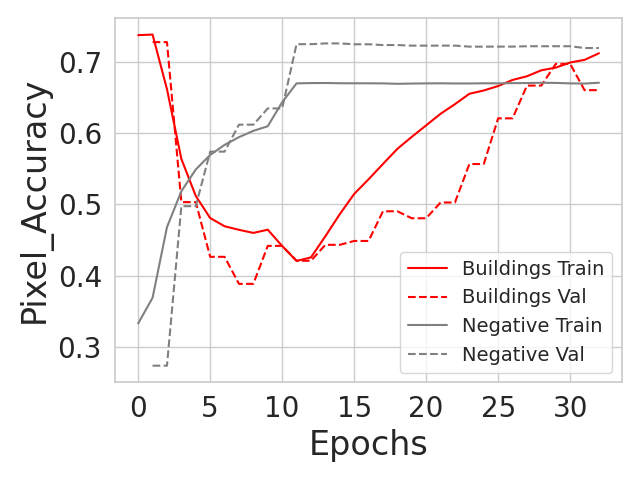 Pixel_Accuracy
0.7
0.6
0.5
0.4
0.3
0 5 10 15 20 25 30
Epochs
Buildings Train
Buildings Val
Negative Train
Negative Val